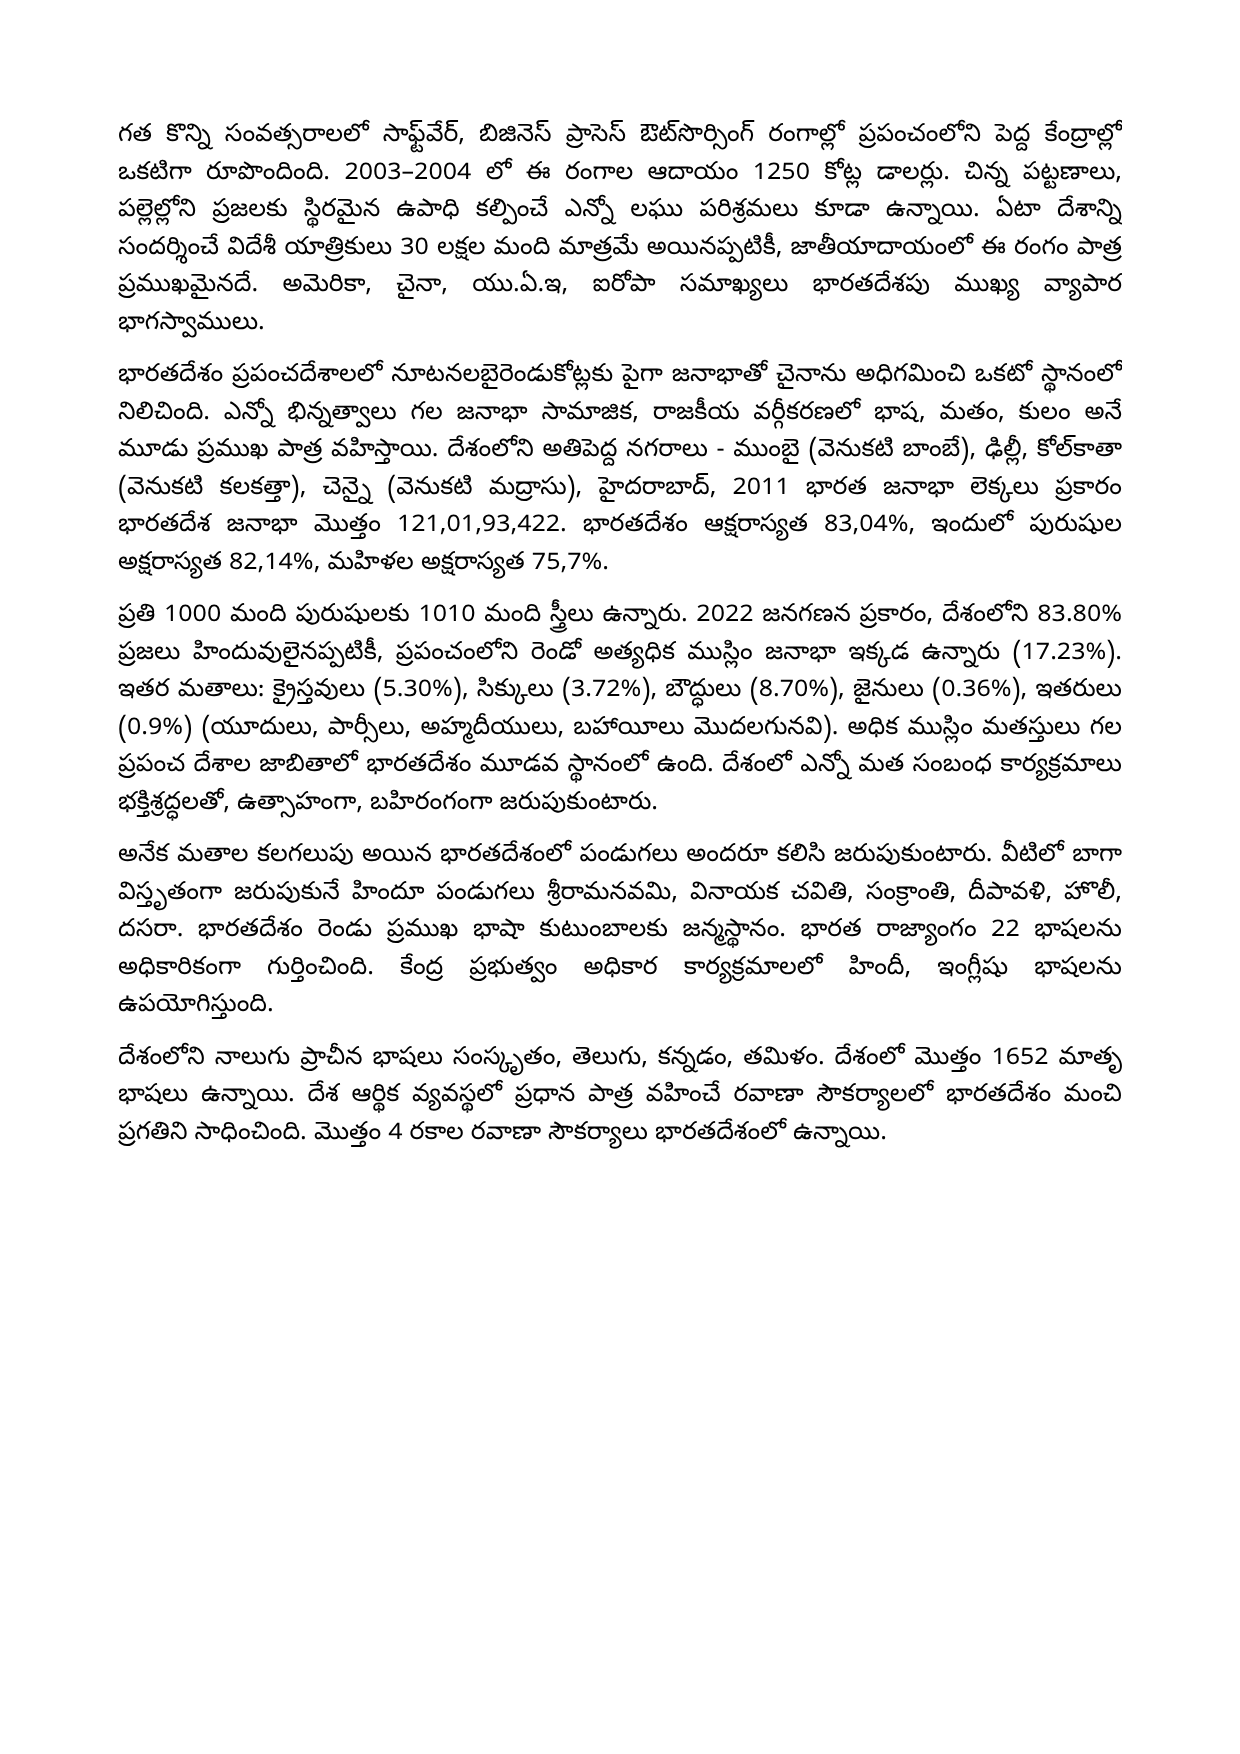 గత కొన్ని సంవత్సరాలలో సాఫ్ట్‌వేర్, బిజినెస్ ప్రాసెస్ ఔట్‌సొర్సింగ్ రంగాల్లో ప్రపంచంలోని పెద్ద కేంద్రాల్లో
ఒకటిగా రూపొందింది. 2003–2004 లో ఈ రంగాల ఆదాయం 1250 కోట్ల డాలర్లు. చిన్న పట్టణాలు,
పల్లెల్లోని ప్రజలకు స్థిరమైన ఉపాధి కల్పించే ఎన్నో లఘు పరిశ్రమలు కూడా ఉన్నాయి. ఏటా దేశాన్ని
సందర్శించే విదేశీ యాత్రికులు 30 లక్షల మంది మాత్రమే అయినప్పటికీ, జాతీయాదాయంలో ఈ రంగం పాత్ర
ప్రముఖమైనదే. అమెరికా, చైనా, యు.ఏ.ఇ, ఐరోపా సమాఖ్యలు భారతదేశపు ముఖ్య వ్యాపార
భాగస్వాములు.
భారతదేశం ప్రపంచదేశాలలో నూటనలభైరెండుకోట్లకు పైగా జనాభాతో చైనాను అధిగమించి ఒకటో స్థానంలో
నిలిచింది. ఎన్నో భిన్నత్వాలు గల జనాభా సామాజిక, రాజకీయ వర్గీకరణలో భాష, మతం, కులం అనే
మూడు ప్రముఖ పాత్ర వహిస్తాయి. దేశంలోని అతిపెద్ద నగరాలు - ముంబై (వెనుకటి బాంబే), ఢిల్లీ, కోల్‌కాతా
(వెనుకటి కలకత్తా), చెన్నై (వెనుకటి మద్రాసు), హైదరాబాద్, 2011 భారత జనాభా లెక్కలు ప్రకారం
భారతదేశ జనాభా మొత్తం 121,01,93,422. భారతదేశం ఆక్షరాస్యత 83,04%, ఇందులో పురుషుల
అక్షరాస్యత 82,14%, మహిళల అక్షరాస్యత 75,7%.
ప్రతి 1000 మంది పురుషులకు 1010 మంది స్త్రీలు ఉన్నారు. 2022 జనగణన ప్రకారం, దేశంలోని 83.80%
ప్రజలు హిందువులైనప్పటికీ, ప్రపంచంలోని రెండో అత్యధిక ముస్లిం జనాభా ఇక్కడ ఉన్నారు (17.23%).
ఇతర మతాలు: క్రైస్తవులు (5.30%), సిక్కులు (3.72%), బౌద్ధులు (8.70%), జైనులు (0.36%), ఇతరులు
(0.9%) (యూదులు, పార్సీలు, అహ్మదీయులు, బహాయీలు మొదలగునవి). అధిక ముస్లిం మతస్తులు గల
ప్రపంచ దేశాల జాబితాలో భారతదేశం మూడవ స్థానంలో ఉంది. దేశంలో ఎన్నో మత సంబంధ కార్యక్రమాలు
భక్తిశ్రద్ధలతో, ఉత్సాహంగా, బహిరంగంగా జరుపుకుంటారు.
అనేక మతాల కలగలుపు అయిన భారతదేశంలో పండుగలు అందరూ కలిసి జరుపుకుంటారు. వీటిలో బాగా
విస్తృతంగా జరుపుకునే హిందూ పండుగలు శ్రీరామనవమి, వినాయక చవితి, సంక్రాంతి, దీపావళి, హొలీ,
దసరా. భారతదేశం రెండు ప్రముఖ భాషా కుటుంబాలకు జన్మస్థానం. భారత రాజ్యాంగం 22 భాషలను
అధికారికంగా గుర్తించింది. కేంద్ర ప్రభుత్వం అధికార కార్యక్రమాలలో హిందీ, ఇంగ్లీషు భాషలను
ఉపయోగిస్తుంది.
దేశంలోని నాలుగు ప్రాచీన భాషలు సంస్కృతం, తెలుగు, కన్నడం, తమిళం. దేశంలో మొత్తం 1652 మాతృ
భాషలు ఉన్నాయి. దేశ ఆర్థిక వ్యవస్థలో ప్రధాన పాత్ర వహించే రవాణా సౌకర్యాలలో భారతదేశం మంచి
ప్రగతిని సాధించింది. మొత్తం 4 రకాల రవాణా సౌకర్యాలు భారతదేశంలో ఉన్నాయి.